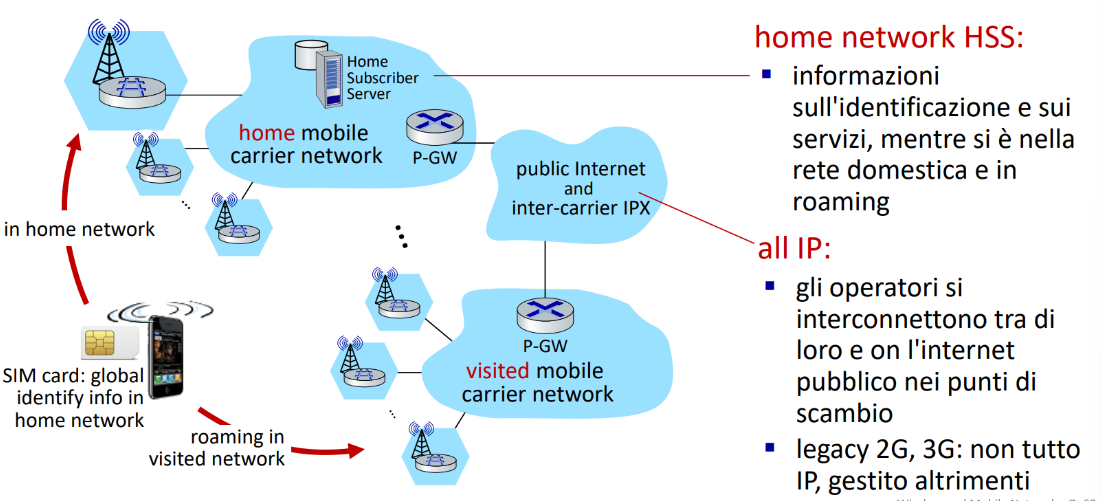 Home
Subscriber
Server
home mobile
carrier network
P-GW
public Internet
and
inter-carrier IPX
in home network
SIM card: global
identify info in
home network
roaming in
visited network
P-GW
visited mobile
carrier network
home network HSS:
informazioni
sull'identificazione e sui
servizi, mentre si è nella
rete domestica e in
roaming
all IP:
gli operatori si
interconnettono tra di
loro e on l'internet
pubblico nei punti di
scambio
legacy 2G, 3G: non tutto
IP, gestito altrimenti